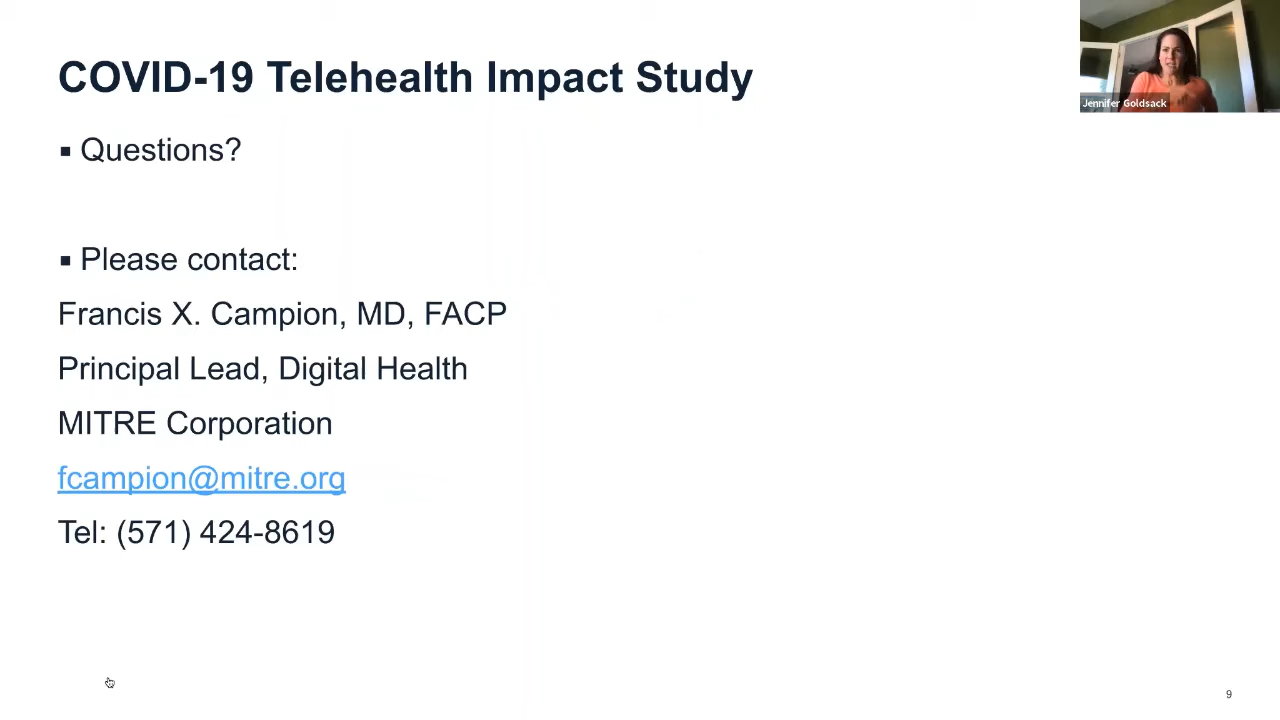 COVID-19 Telehealth Impact Study
▪ Questions?
▪ Please contact:
Francis X. Campion, MD, FACP
Principal Lead, Digital Health
MITRE Corporation
fcampion@mitre.org
Tel: (571) 424-8619
Jennifer Goldsack
9